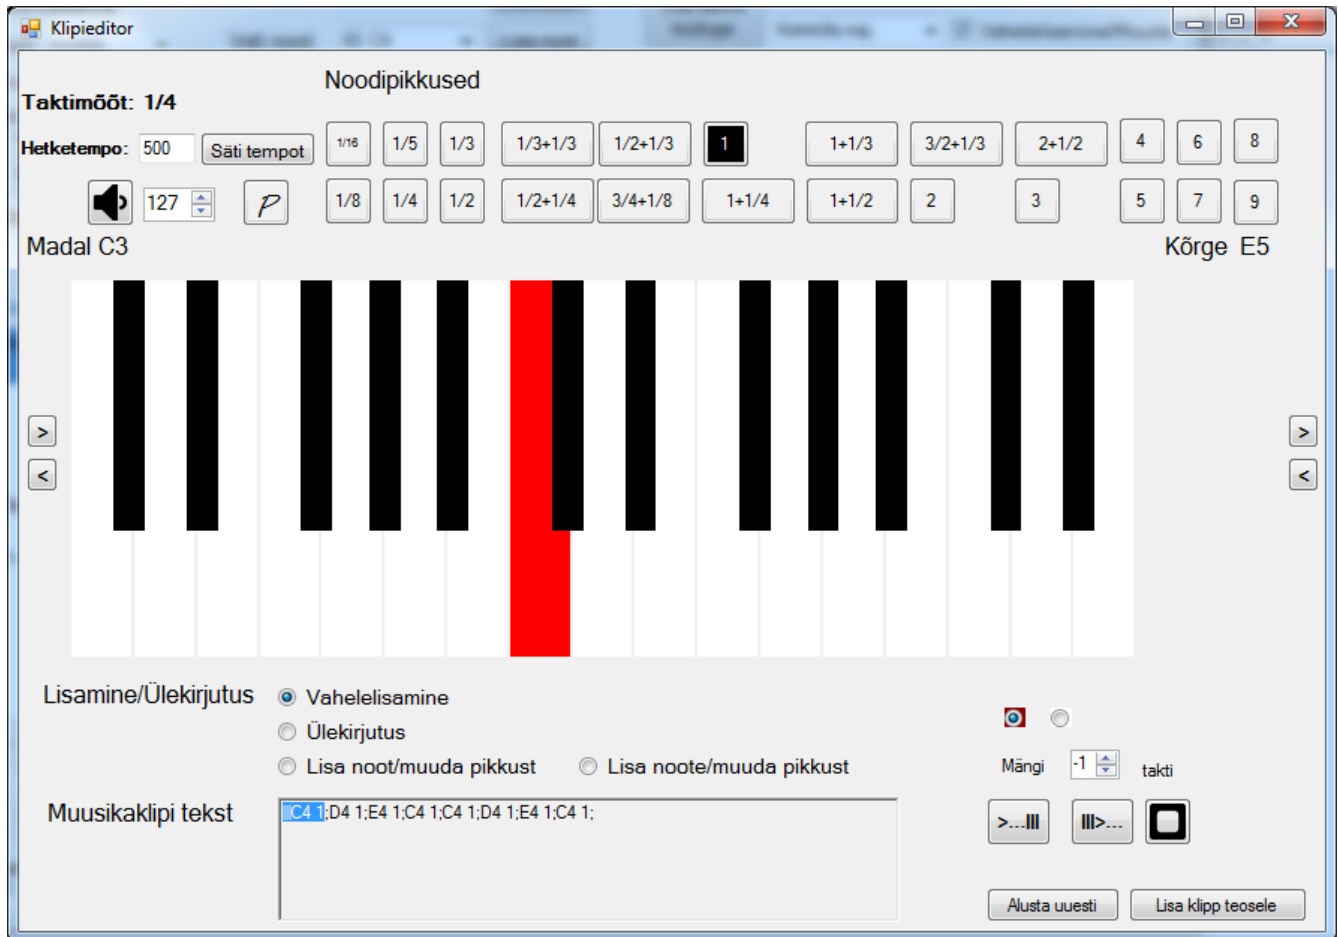 Klipieditor
Noodipikkused
Taktimõõt: 1/4
Hetketempo: 500 Säti tempot
1/16 1/5 1/3 1/3+1/3 1/2+1/3 1 1+1/3 3/2+1/3 2+1/2 4 6 8
127 P 1/8 1/4 1/2 1/2+1/4 3/4+1/8 1+1/4 1+1/2 2 3 5 7 9
Madal C3 Kõrge E5
> >
< <
Lisamine/Ülekirjutus Vahelelisamine
Ülekirjutus
Lisa noot/muuda pikkust Lisa noote/muuda pikkust
Mängi -1 takti
Muusikaklipi tekst
C4 1;D4 1;E4 1;C4 1;C4 1;D4 1;E4 1;C4 1;
>...III III>...
Alusta uuesti Lisa klipp teosele